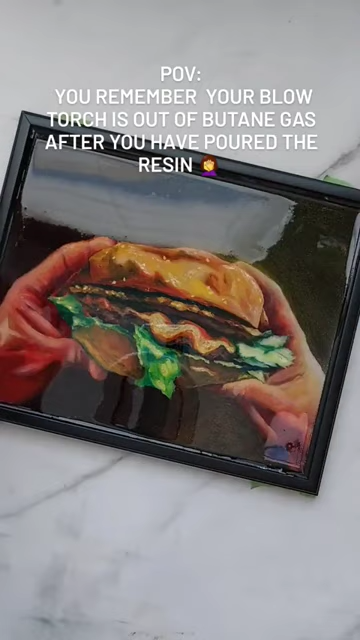 POV:
YOU REMEMBER YOUR BLOW
TORCH IS OUT OF BUTANE GAS
AFTER YOU HAVE POURED THE
RESIN 🤦